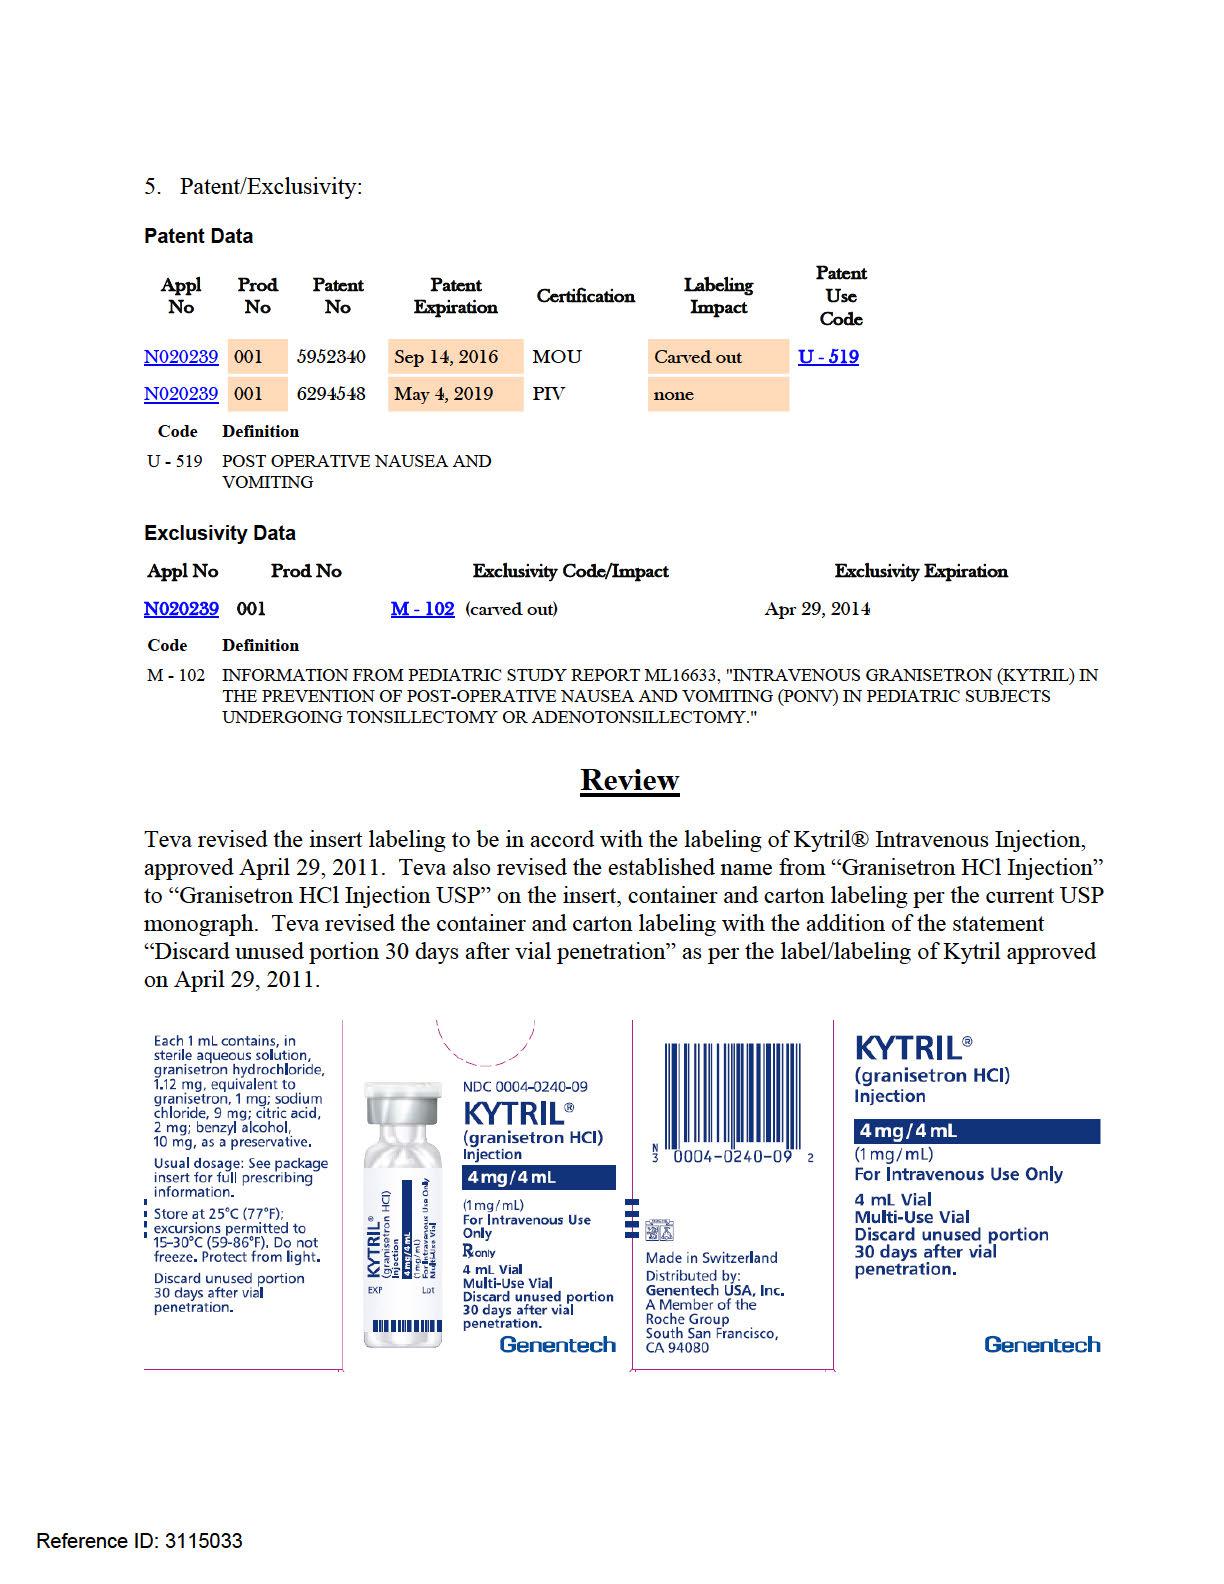 5. Patent/Exclusivity:
Patent Data
Appl No Prod No Patent No Patent Expiration Certification Labeling Impact Patent Use Code
N020239 001 5952340 Sep 14, 2016 MOU Carved out U - 519
N020239 001 6294548 May 4, 2019 PIV none
Code Definition
U - 519 POST OPERATIVE NAUSEA AND
VOMITING
Exclusivity Data
Appl No Prod No Exclusivity Code/Impact Exclusivity Expiration
N020239 001 M - 102 (carved out) Apr 29, 2014
Code Definition
M - 102 INFORMATION FROM PEDIATRIC STUDY REPORT ML16633, "INTRAVENOUS GRANISETRON (KYTRIL) IN
THE PREVENTION OF POST-OPERATIVE NAUSEA AND VOMITING (PONV) IN PEDIATRIC SUBJECTS
UNDERGOING TONSILLECTOMY OR ADENOTONSILLECTOMY."
Review
Teva revised the insert labeling to be in accord with the labeling of Kytril® Intravenous Injection,
approved April 29, 2011. Teva also revised the established name from “Granisetron HCl Injection”
to “Granisetron HCl Injection USP” on the insert, container and carton labeling per the current USP
monograph. Teva revised the container and carton labeling with the addition of the statement
“Discard unused portion 30 days after vial penetration” as per the label/labeling of Kytril approved
on April 29, 2011.
Each 1 mL contains, in
sterile aqueous solution,
granisetron hydrochloride,
1.12 mg, equivalent to
granisetron, 1 mg; sodium
chloride, 9 mg; citric acid,
2 mg; benzyl alcohol,
10 mg, as a preservative.
Usual dosage: See package
insert for full prescribing
information.
Store at 25°C (77°F);
excursions permitted to
15-30°C (59-86°F). Do not
freeze. Protect from light.
Discard unused portion
30 days after vial
penetration.
KYTRIL®
(granisetron HCl)
Injection
4 mg/4 mL
(1 mg/mL)
For Intravenous Use Only
Multi-Use Vial
EXP Lot
NDC 0004-0240-09
KYTRIL®
(granisetron HCl)
Injection
4 mg/4 mL
(1 mg/mL)
For Intravenous Use
Only
Rx only
4 mL Vial
Multi-Use Vial
Discard unused portion
30 days after vial
penetration.
Genentech
N
3 0004-0240-09 2
Made in Switzerland
Distributed by:
Genentech USA, Inc.
A Member of the
Roche Group
South San Francisco,
CA 94080
KYTRIL®
(granisetron HCl)
Injection
4 mg/4 mL
(1 mg/mL)
For Intravenous Use Only
4 mL Vial
Multi-Use Vial
Discard unused portion
30 days after vial
penetration.
Genentech
Reference ID: 3115033